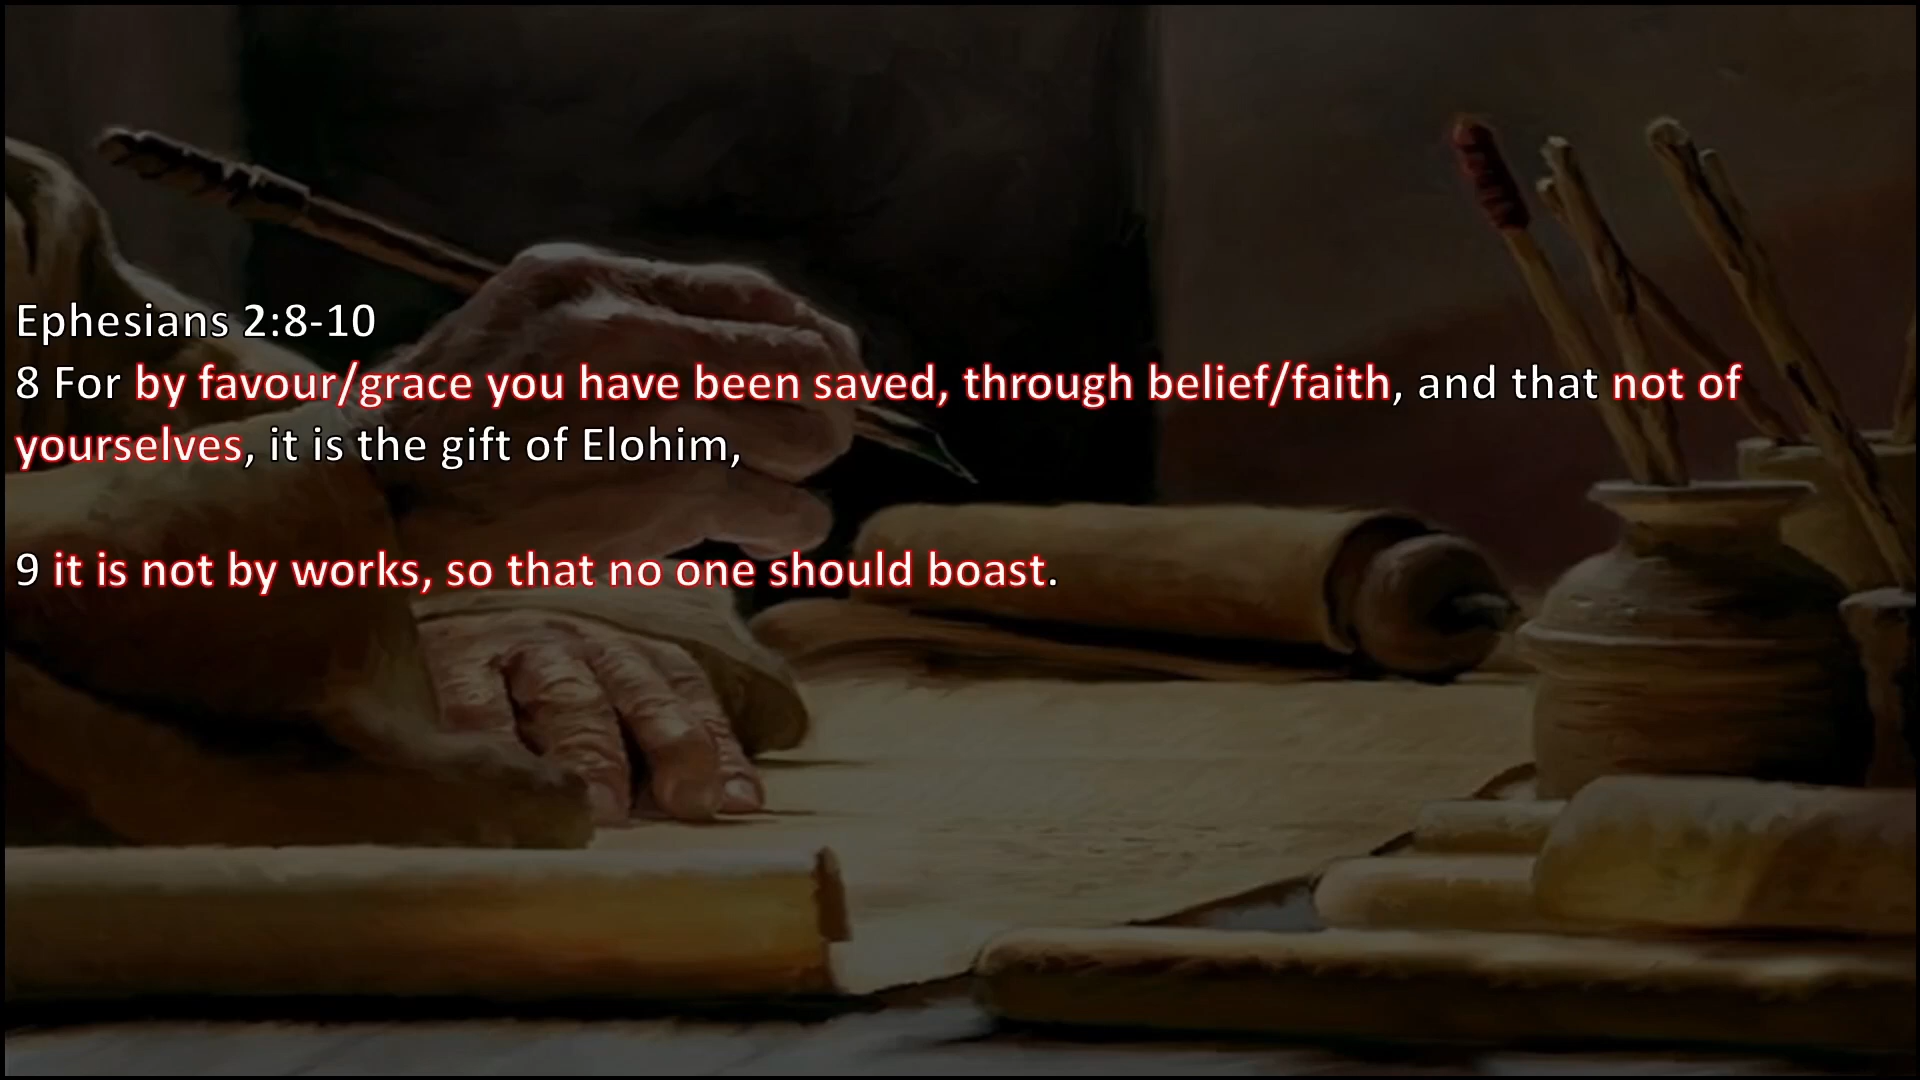 Ephesians 2:8-10
8 For by favour/grace you have been saved, through belief/faith, and that not of
yourselves, it is the gift of Elohim,
9 it is not by works, so that no one should boast.